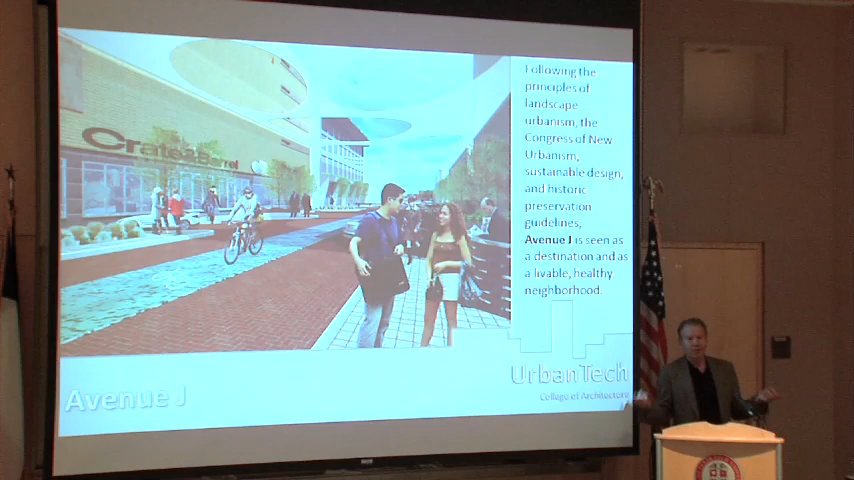 Crate&Barrel
Following the
principles of
landscape
urbanism, the
Congress of New
Urbanism,
sustainable design,
and historic
preservation
guidelines,
Avenue J is seen as
a destination and as
a livable, healthy
neighborhood.
Avenue J
UrbanTech
College of Architecture